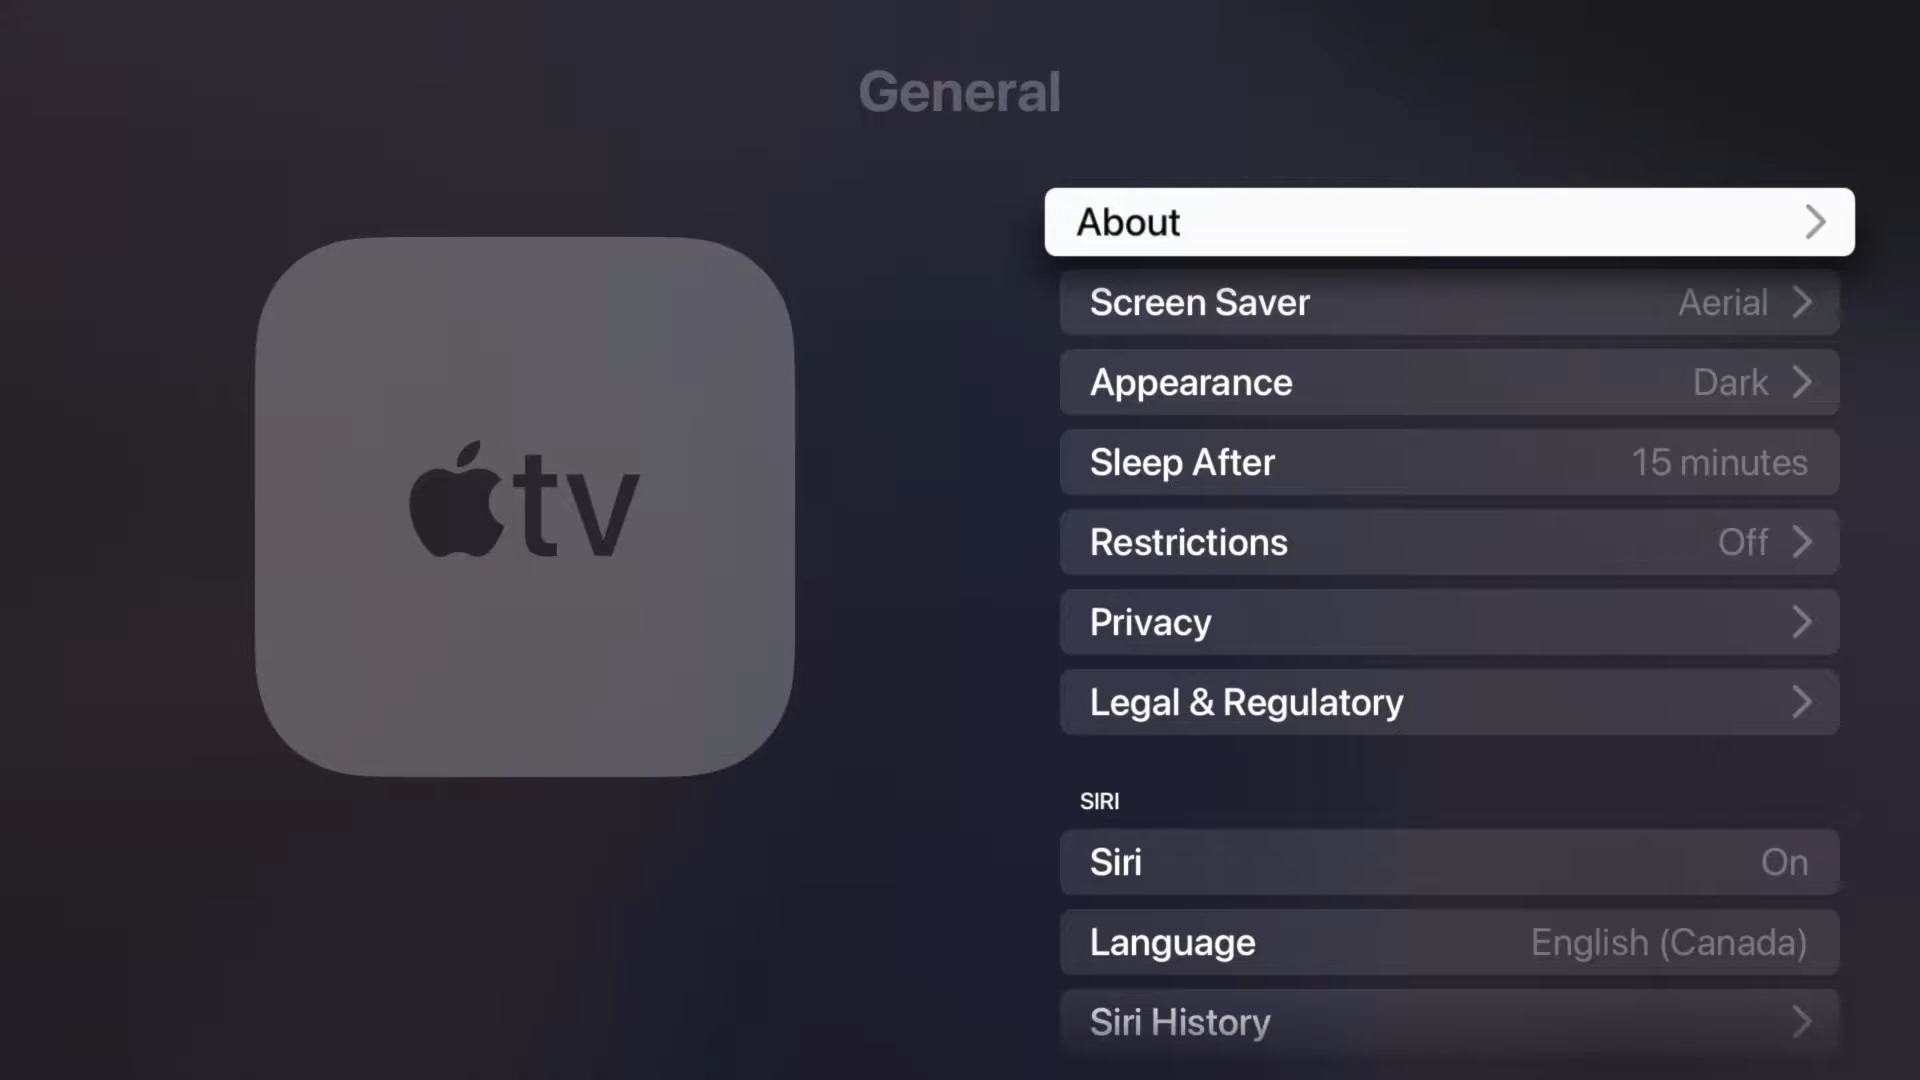 General
About
Screen Saver Aerial
Appearance Dark
Sleep After 15 minutes
Restrictions Off
Privacy
Legal & Regulatory
tv
SIRI
Siri On
Language English (Canada)
Siri History